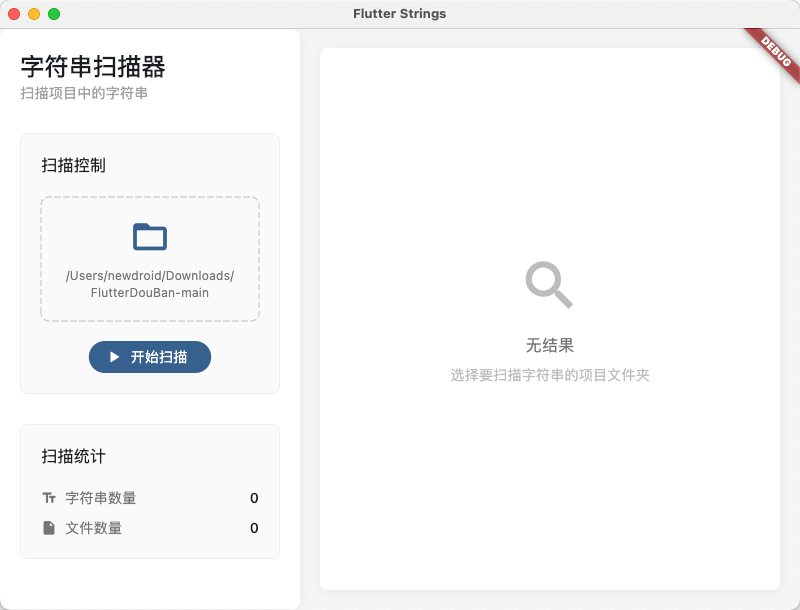 Flutter Strings
DEBUG
字符串扫描器
扫描项目中的字符串
扫描控制
/Users/newdroid/Downloads/
FlutterDouBan-main
开始扫描
扫描统计
字符串数量 0
文件数量 0
无结果
选择要扫描字符串的项目文件夹